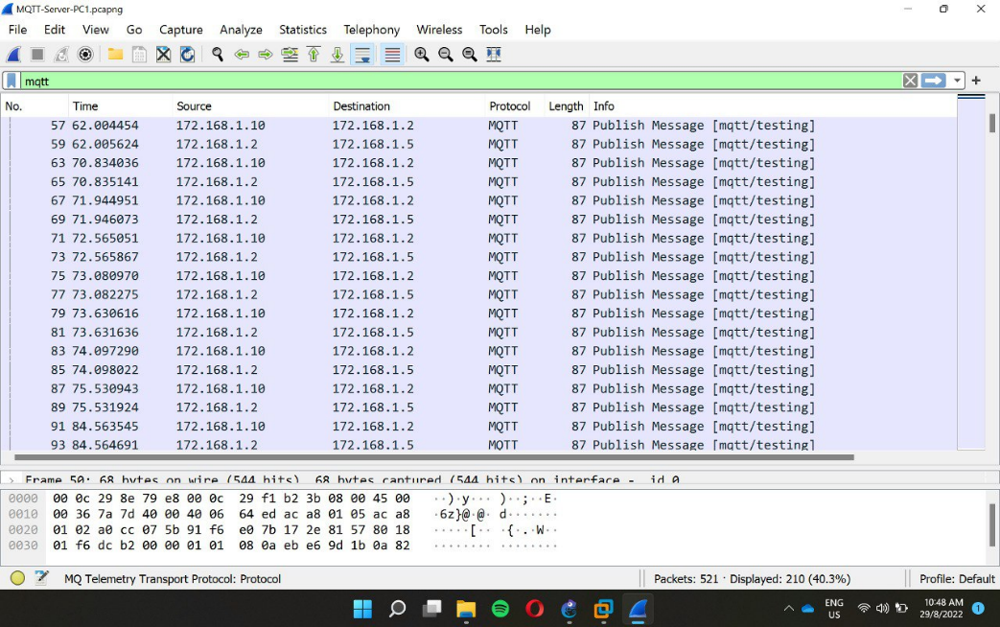 MQTT-Server-PC1.pcapng
File Edit View Go Capture Analyze Statistics Telephony Wireless Tools Help
mqtt
No. Time Source Destination Protocol Length Info
57 62.004454 172.168.1.10 172.168.1.2 MQTT 87 Publish Message [mqtt/testing]
59 62.005624 172.168.1.2 172.168.1.5 MQTT 87 Publish Message [mqtt/testing]
63 70.834036 172.168.1.10 172.168.1.2 MQTT 87 Publish Message [mqtt/testing]
65 70.835141 172.168.1.2 172.168.1.5 MQTT 87 Publish Message [mqtt/testing]
67 71.944951 172.168.1.10 172.168.1.2 MQTT 87 Publish Message [mqtt/testing]
69 71.946073 172.168.1.2 172.168.1.5 MQTT 87 Publish Message [mqtt/testing]
71 72.565051 172.168.1.10 172.168.1.2 MQTT 87 Publish Message [mqtt/testing]
73 72.565867 172.168.1.2 172.168.1.5 MQTT 87 Publish Message [mqtt/testing]
75 73.080970 172.168.1.10 172.168.1.2 MQTT 87 Publish Message [mqtt/testing]
77 73.082275 172.168.1.2 172.168.1.5 MQTT 87 Publish Message [mqtt/testing]
79 73.630616 172.168.1.10 172.168.1.2 MQTT 87 Publish Message [mqtt/testing]
81 73.631636 172.168.1.2 172.168.1.5 MQTT 87 Publish Message [mqtt/testing]
83 74.097290 172.168.1.10 172.168.1.2 MQTT 87 Publish Message [mqtt/testing]
85 74.098022 172.168.1.2 172.168.1.5 MQTT 87 Publish Message [mqtt/testing]
87 75.530943 172.168.1.10 172.168.1.2 MQTT 87 Publish Message [mqtt/testing]
89 75.531924 172.168.1.2 172.168.1.5 MQTT 87 Publish Message [mqtt/testing]
91 84.563545 172.168.1.10 172.168.1.2 MQTT 87 Publish Message [mqtt/testing]
93 84.564691 172.168.1.2 172.168.1.5 MQTT 87 Publish Message [mqtt/testing]
Frame 50: 68 bytes on wire (544 bits), 68 bytes captured (544 bits) on interface -, id 0
0000 00 0c 29 8e 79 e8 00 0c 29 f1 b2 3b 08 00 45 00 ··)·y··· )··;··E·
0010 00 36 7a 7d 40 00 40 06 64 ed ac a8 01 05 ac a8 ·6z}@·@· d·······
0020 01 02 a0 cc 07 5b 91 f6 e0 7b 17 2e 81 57 80 18 ·····[·· ·{·.·W··
0030 01 f6 dc b2 00 00 01 01 08 0a eb e6 9d 1b 0a 82 ········ ········
MQ Telemetry Transport Protocol: Protocol Packets: 521 · Displayed: 210 (40.3%) Profile: Default
ENG US 10:48 AM
29/8/2022 1